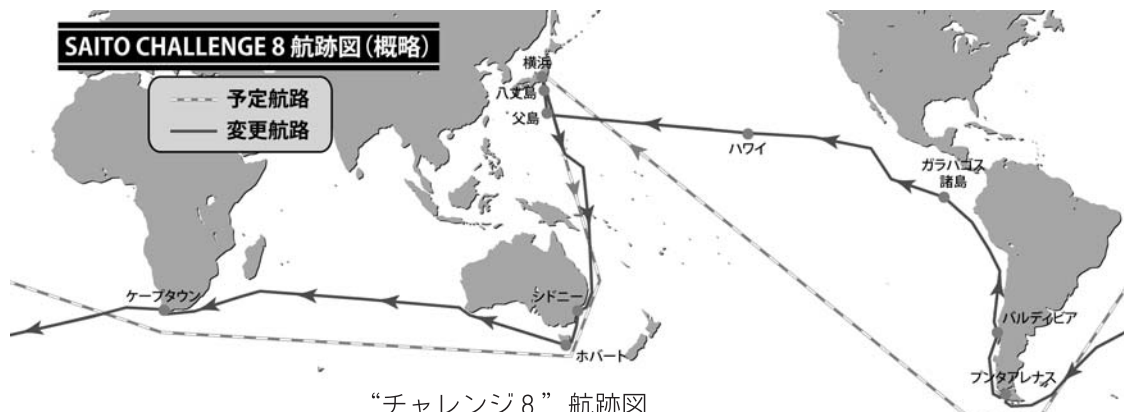 SAITO CHALLENGE 8 航跡図(概略)
予定航路
変更航路
横浜
八丈島
父島
ハワイ
ガラパゴス
諸島
ケープタウン
シドニー
ホバート
バルディビア
プンタアレナス
“チャレンジ8”航跡図